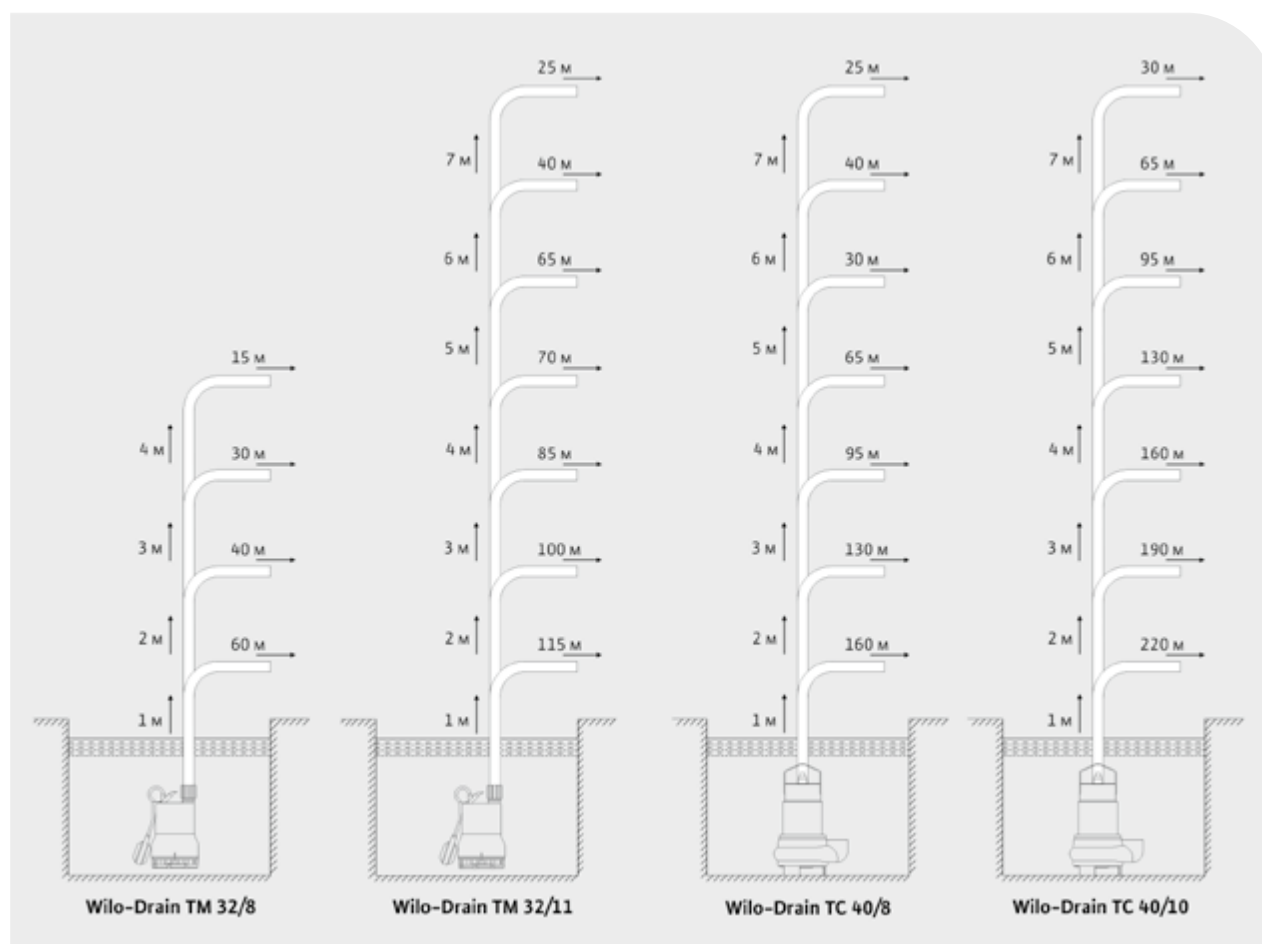 25 м 25 м 30 м
7 м 7 м 7 м
40 м 40 м 65 м
6 м 6 м 6 м
65 м 30 м 95 м
5 м 5 м 5 м
15 м 70 м 65 м 130 м
4 м 4 м 4 м 4 м
30 м 85 м 95 м 160 м
3 м 3 м 3 м 3 м
40 м 100 м 130 м 190 м
2 м 2 м 2 м 2 м
60 м 115 м 160 м 220 м
1 м 1 м 1 м 1 м
Wilo-Drain TM 32/8 Wilo-Drain TM 32/11 Wilo-Drain TC 40/8 Wilo-Drain TC 40/10